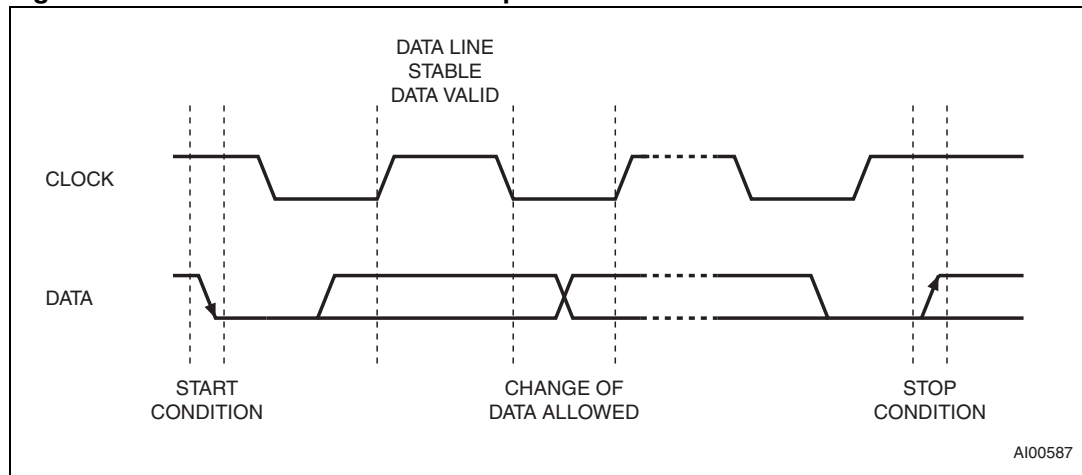 DATA LINE
STABLE
DATA VALID
CLOCK
DATA
START
CONDITION
CHANGE OF
DATA ALLOWED
STOP
CONDITION
AI00587